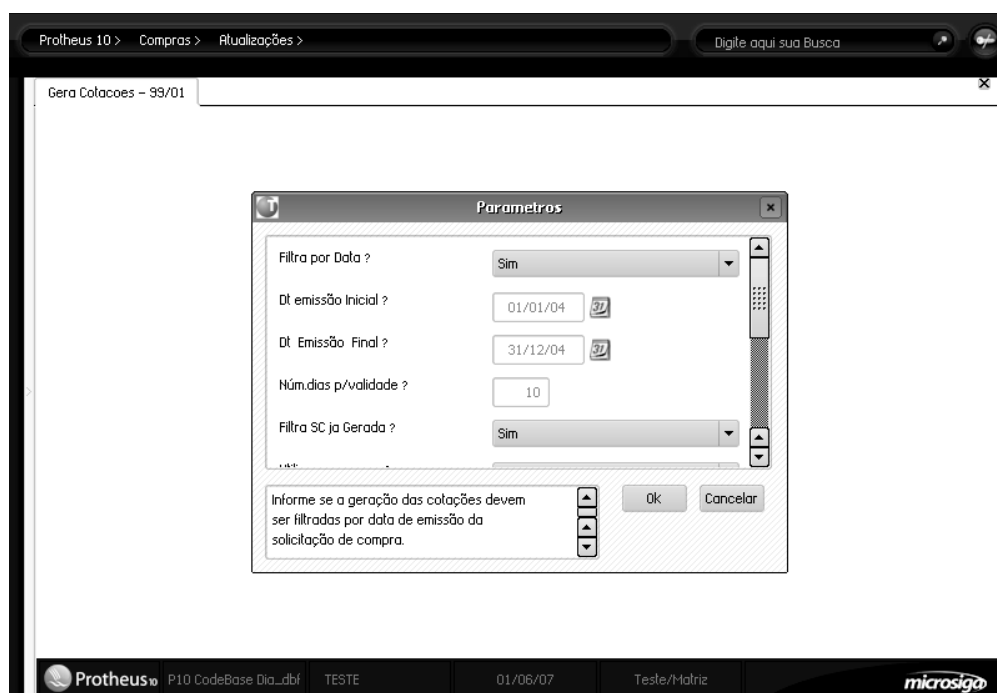 Protheus 10 > Compras > Atualizações >
Digite aqui sua Busca
Gera Cotacoes - 99/01
Parametros
Filtra por Data ?
Sim
Dt emissão Inicial ?
01/01/04
31
Dt Emissão Final ?
31/12/04
31
Núm.dias p/validade ?
10
Filtra SC ja Gerada ?
Sim
Informe se a geração das cotações devem
ser filtradas por data de emissão da
solicitação de compra.
Ok
Cancelar
Protheus10
P10 CodeBase Dia_dbf
TESTE
01/06/07
Teste/Matriz
microsiga